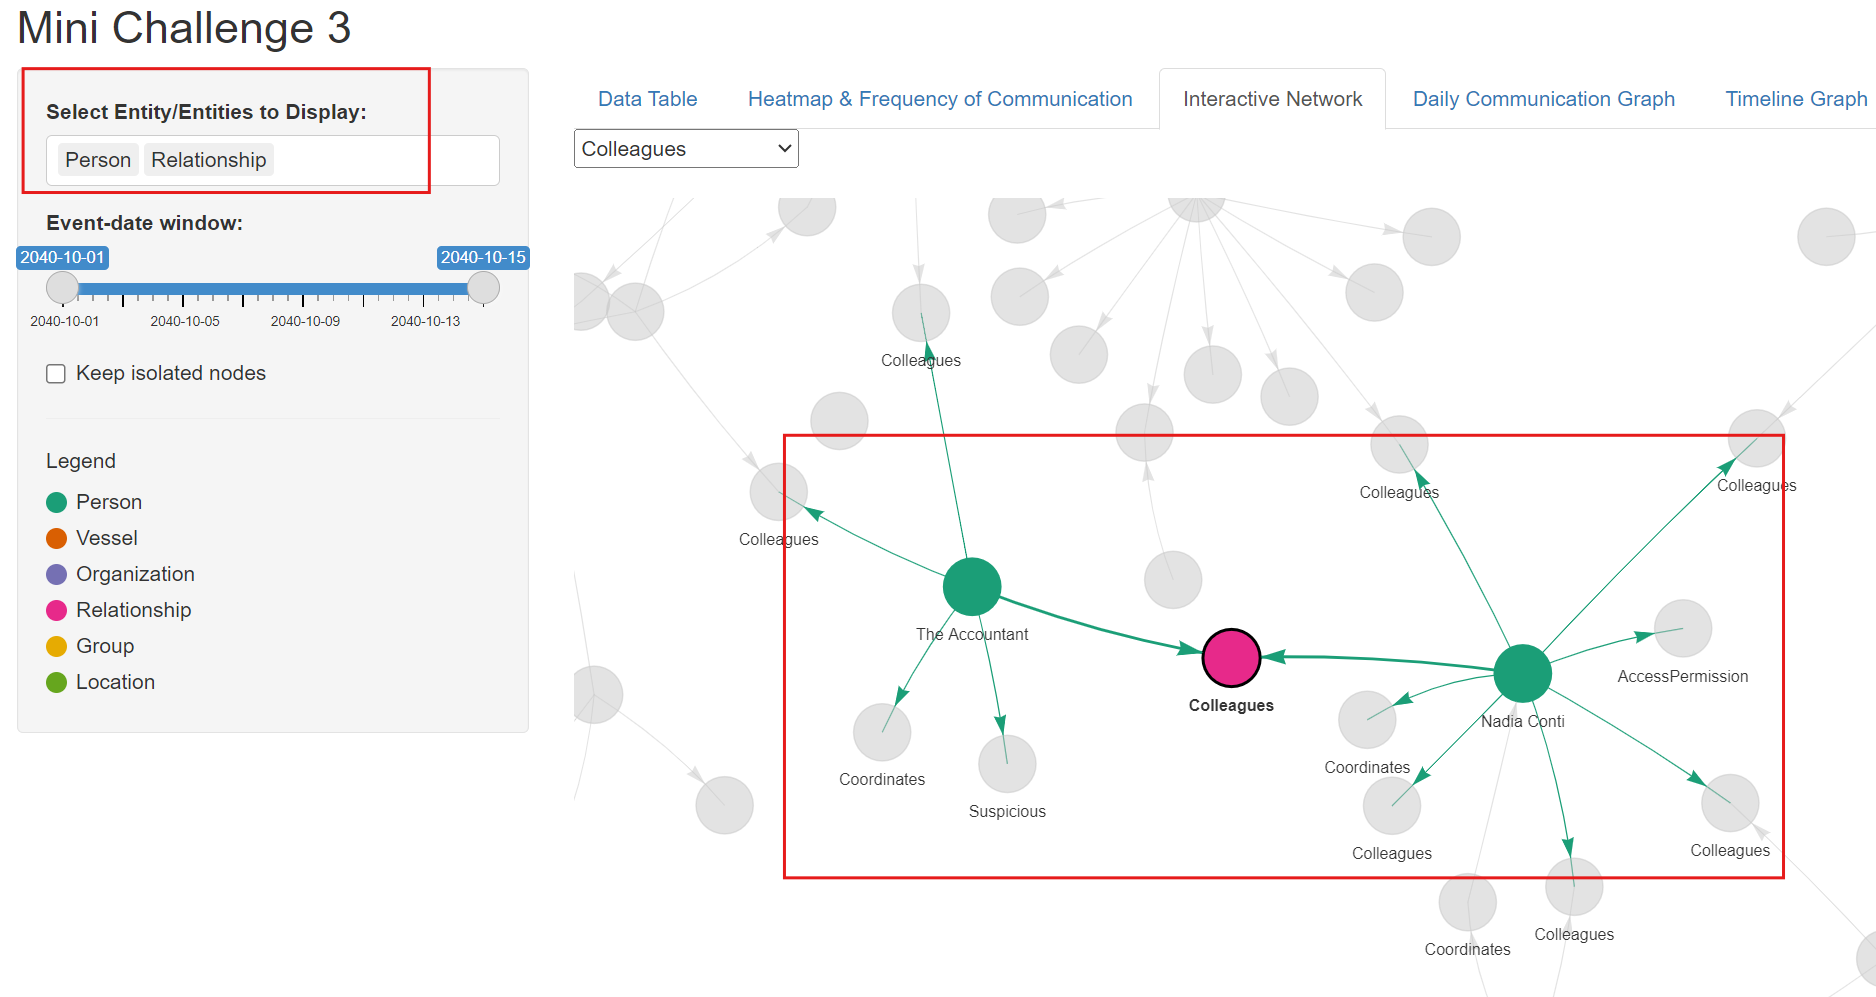 Mini Challenge 3
Select Entity/Entities to Display:
Person Relationship
Event-date window:
2040-10-01 2040-10-15
2040-10-01 2040-10-05 2040-10-09 2040-10-13
Keep isolated nodes
Legend
Person
Vessel
Organization
Relationship
Group
Location
Data Table Heatmap & Frequency of Communication Interactive Network Daily Communication Graph Timeline Graph
Colleagues
Colleagues
Colleagues
Colleagues
Colleagues
The Accountant
AccessPermission
Colleagues
Nadia Conti
Coordinates
Coordinates
Suspicious
Colleagues
Colleagues
Colleagues
Coordinates